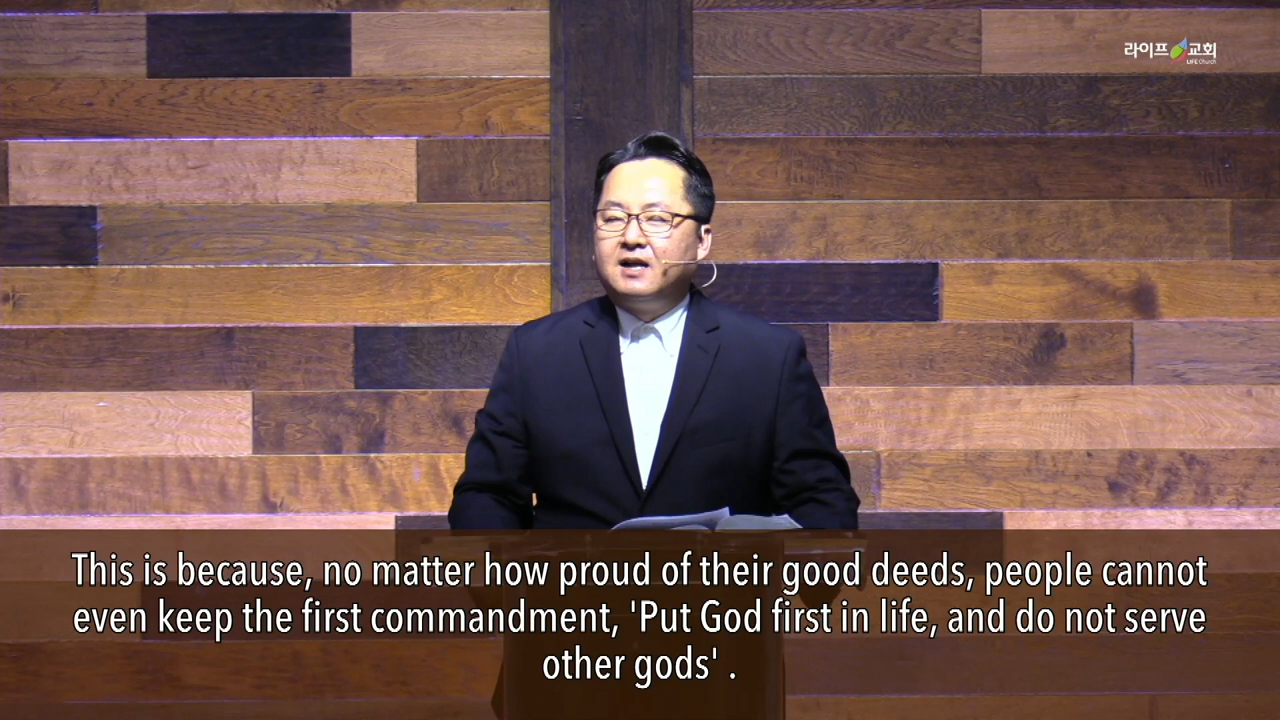 라이프교회
LIFE Church
This is because, no matter how proud of their good deeds, people cannot
even keep the first commandment, 'Put God first in life, and do not serve
other gods' .